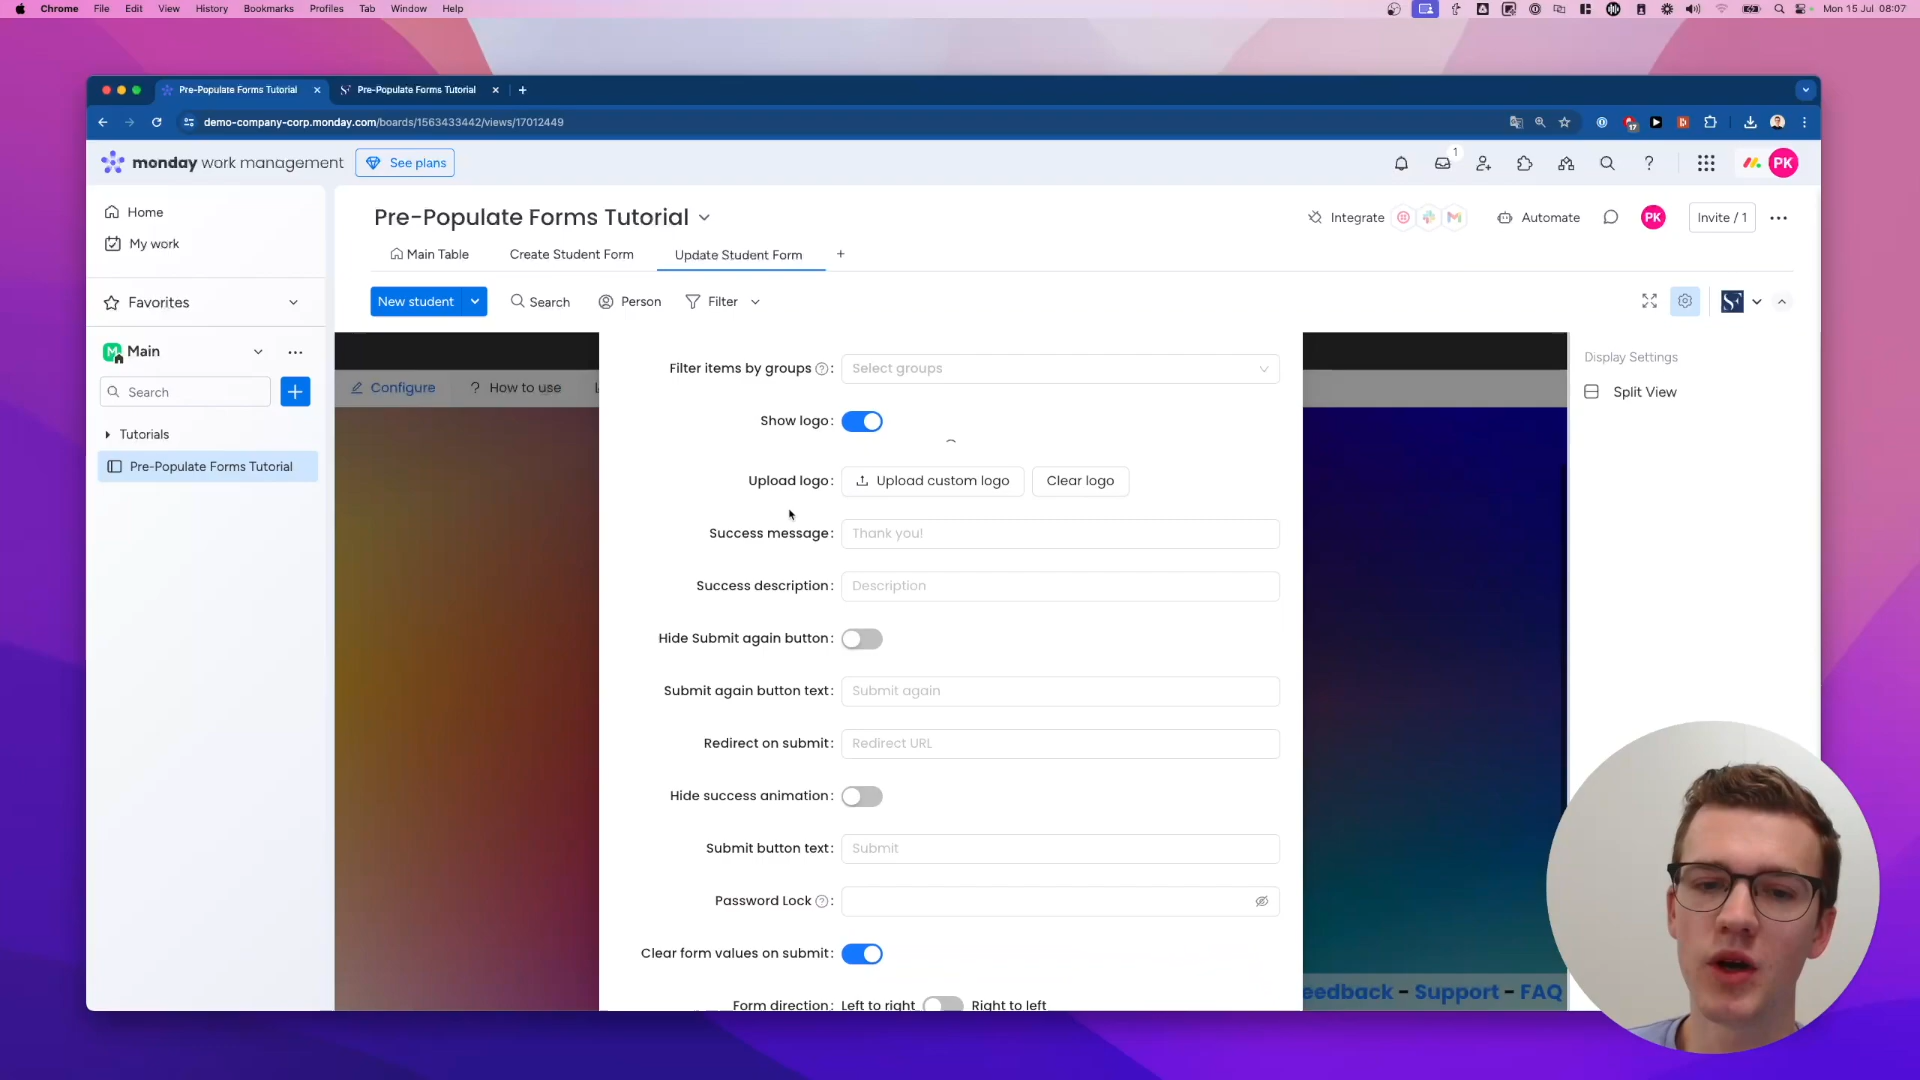 Chrome File Edit View History Bookmarks Profiles Tab Window Help Mon 15 Jul 08:07
Pre-Populate Forms Tutorial Pre-Populate Forms Tutorial
demo-company-corp.monday.com/boards/1563433442/views/17012449 17
monday work management See plans 1 PK
Home
My work
Favorites
M Main
Search
Tutorials
Pre-Populate Forms Tutorial
Pre-Populate Forms Tutorial Integrate Automate PK Invite / 1
Main Table Create Student Form Update Student Form +
New student Search Person Filter
Configure ? How to use
Filter items by groups ? : Select groups
Show logo :
Upload logo : Upload custom logo Clear logo
Success message : Thank you!
Success description : Description
Hide Submit again button :
Submit again button text : Submit again
Redirect on submit : Redirect URL
Hide success animation :
Submit button text : Submit
Password Lock ? :
Clear form values on submit :
Form direction : Left to right Right to left
eedback - Support - FAQ
Display Settings
Split View